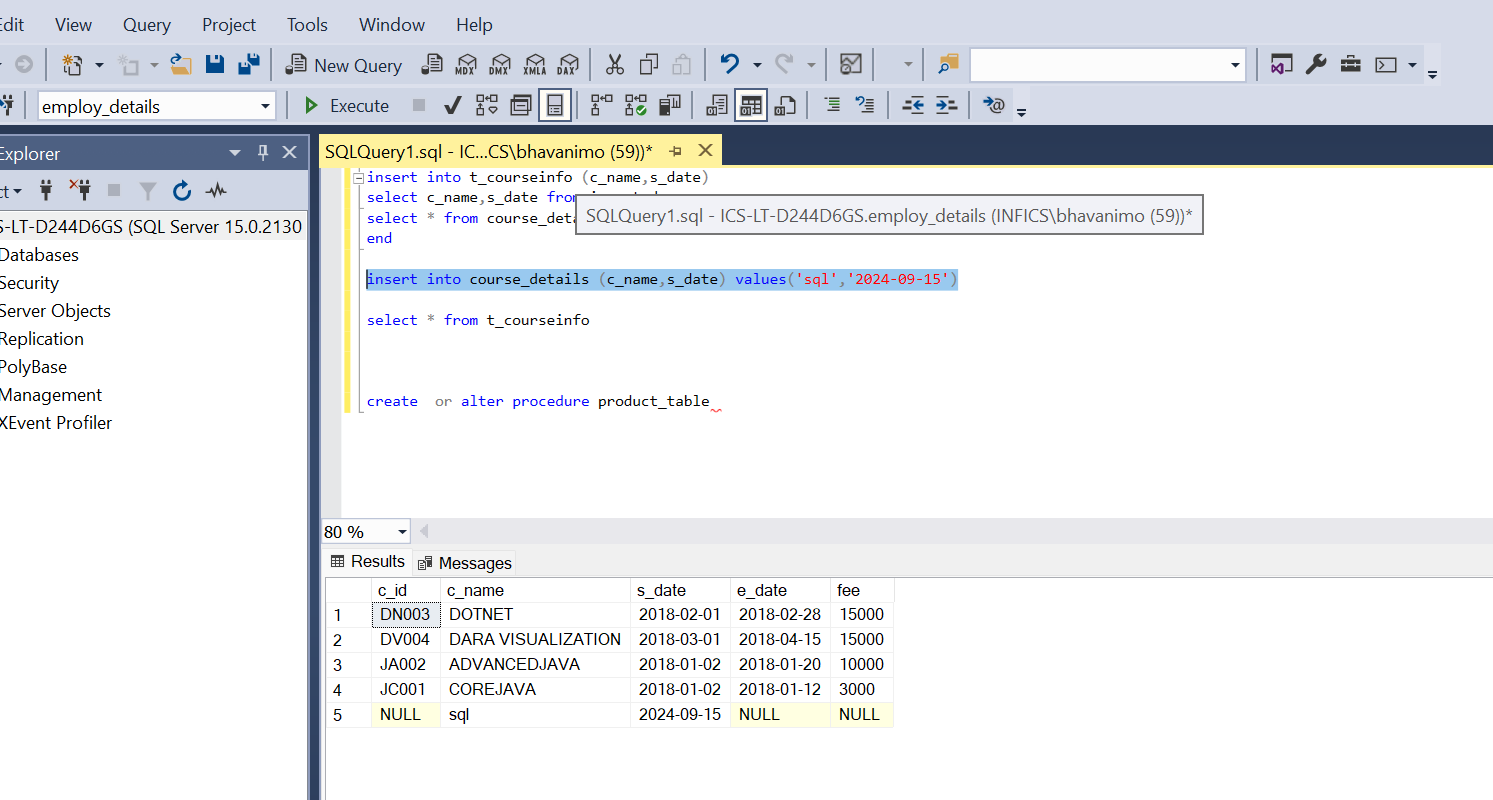 Edit View Query Project Tools Window Help
New Query MDX DMX XMLA DAX
employ_details Execute
Explorer
SQLQuery1.sql - IC...CS\bhavanimo (59))*
S-LT-D244D6GS (SQL Server 15.0.2130
Databases
Security
Server Objects
Replication
PolyBase
Management
XEvent Profiler
insert into t_courseinfo (c_name,s_date)
select c_name,s_date from
SQLQuery1.sql - ICS-LT-D244D6GS.employ_details (INFICS\bhavanimo (59))*
select * from course_deta
end
insert into course_details (c_name,s_date) values('sql','2024-09-15')
select * from t_courseinfo
create or alter procedure product_table
80 %
Results Messages
c_id c_name s_date e_date fee
1 DN003 DOTNET 2018-02-01 2018-02-28 15000
2 DV004 DARA VISUALIZATION 2018-03-01 2018-04-15 15000
3 JA002 ADVANCEDJAVA 2018-01-02 2018-01-20 10000
4 JC001 COREJAVA 2018-01-02 2018-01-12 3000
5 NULL sql 2024-09-15 NULL NULL